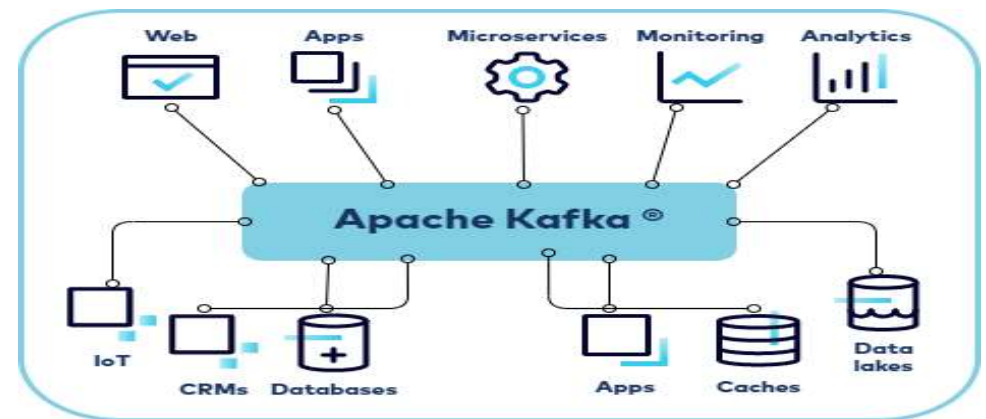 Web Apps Microservices Monitoring Analytics
Apache Kafka ®
IoT
CRMs Databases Apps Caches
Data
lakes